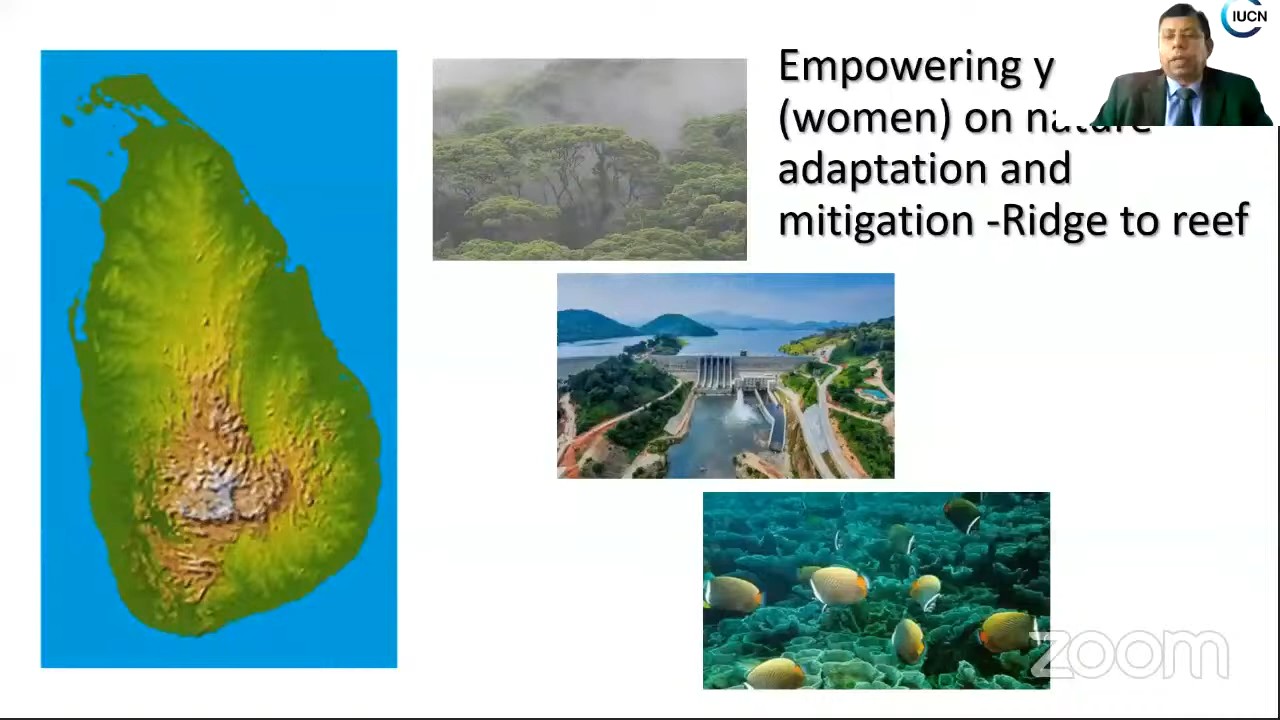 IUCN
Empowering y
(women) on nature
adaptation and
mitigation -Ridge to reef
zoom